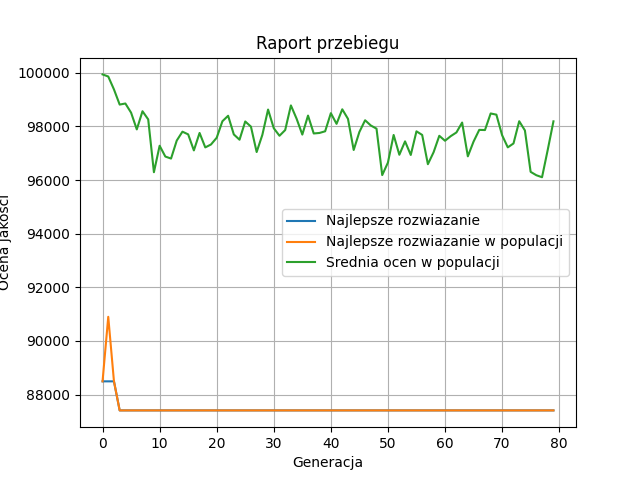 Raport przebiegu
100000
98000
96000
94000
92000
90000
88000
Ocena jakości
Najlepsze rozwiazanie
Najlepsze rozwiazanie w populacji
Srednia ocen w populacji
0 10 20 30 40 50 60 70 80
Generacja